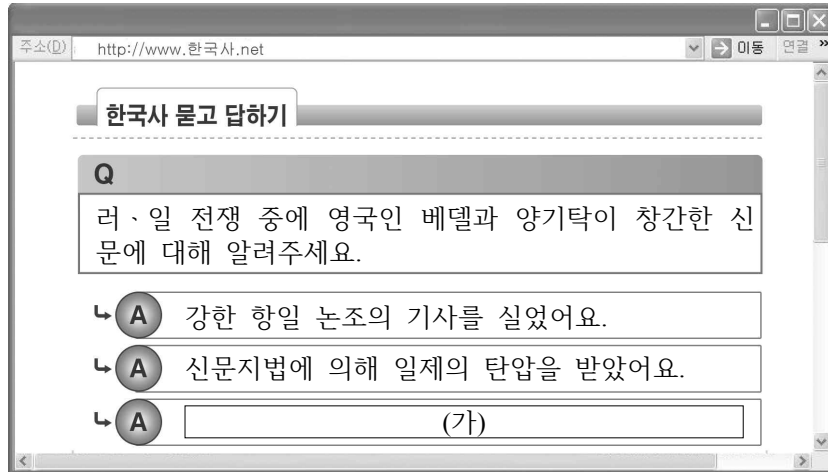 주소(D) http://www.한국사.net 이동 연결 »
한국사 묻고 답하기
Q
러ㆍ일 전쟁 중에 영국인 베델과 양기탁이 창간한 신
문에 대해 알려주세요.
A 강한 항일 논조의 기사를 실었어요.
A 신문지법에 의해 일제의 탄압을 받았어요.
A (가)